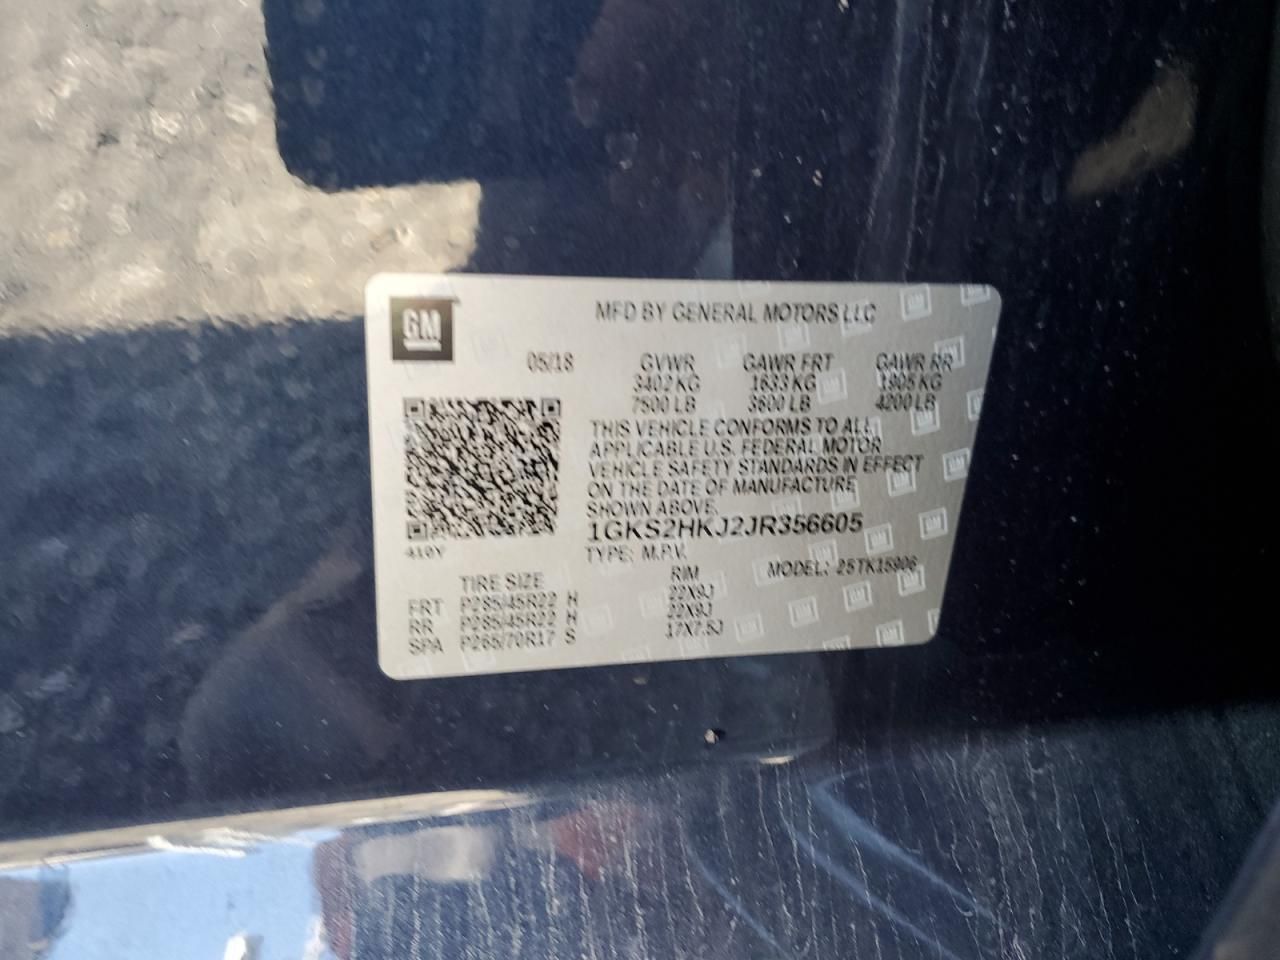 GM
MFD BY GENERAL MOTORS LLC
05/18 GVWR GAWR FRT GAWR RR
3402 KG 1633 KG 1905 KG
7500 LB 3600 LB 4200 LB
THIS VEHICLE CONFORMS TO ALL
APPLICABLE U.S. FEDERAL MOTOR
VEHICLE SAFETY STANDARDS IN EFFECT
ON THE DATE OF MANUFACTURE
SHOWN ABOVE.
1GKS2HKJ2JR356605
419Y TYPE: M.P.V. MODEL: 25TK15906
TIRE SIZE RIM
FRT P285/45R22 H 22X9J
RR P285/45R22 H 22X9J
SPA P265/70R17 S 17X7.5J